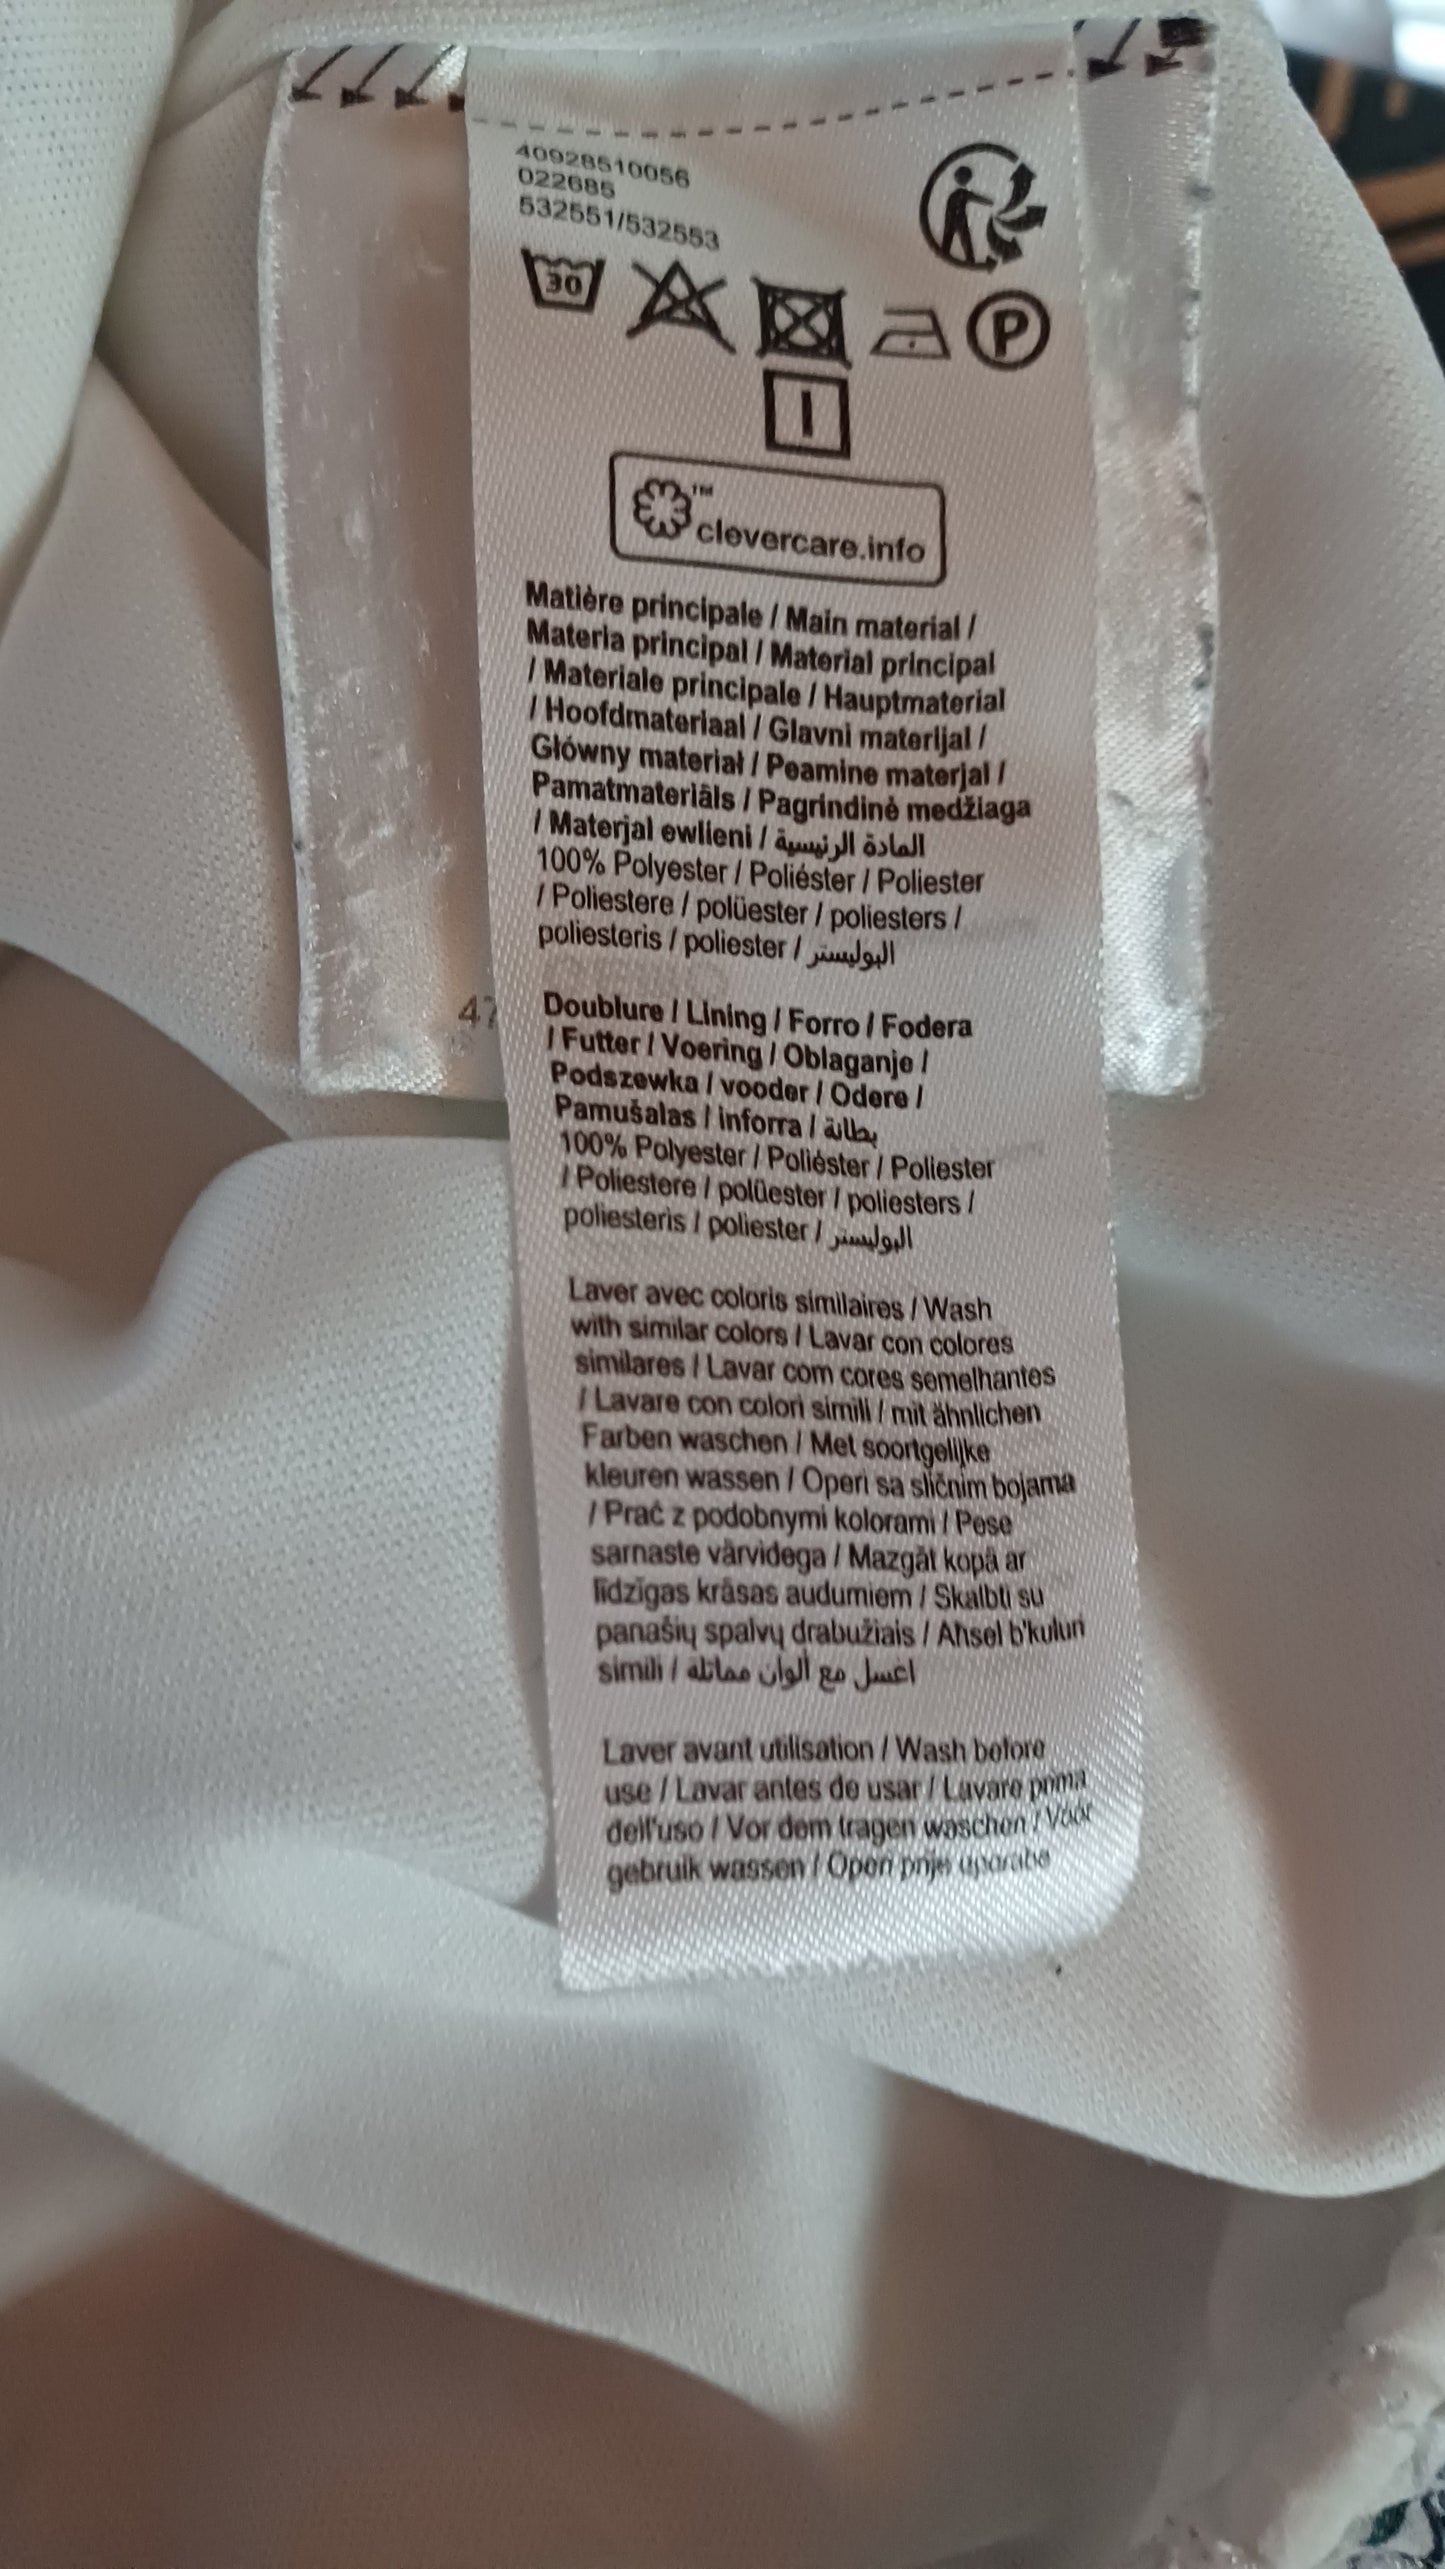 40928510056
022685
532551/532553
30
P
I
™
clevercare.info
Matière principale / Main material /
Materia principal / Material principal
/ Materiale principale / Hauptmaterial
/ Hoofdmateriaal / Glavni materijal /
Główny materiał / Peamine materjal /
Pamatmateriāls / Pagrindinė medžiaga
/ Materjal ewlieni / المادة الرئيسية
100% Polyester / Poliéster / Poliester
/ Poliestere / polüester / poliesters /
poliesteris / poliester / البوليستر
47
Doublure / Lining / Forro / Fodera
/ Futter / Voering / Oblaganje /
Podszewka / vooder / Odere /
Pamušalas / inforra / بطانة
100% Polyester / Poliéster / Poliester
/ Poliestere / polüester / poliesters /
poliesteris / poliester / البوليستر
Laver avec coloris similaires / Wash
with similar colors / Lavar con colores
similares / Lavar com cores semelhantes
/ Lavare con colori simili / mit ähnlichen
Farben waschen / Met soortgelijke
kleuren wassen / Operi sa sličnim bojama
/ Prać z podobnymi kolorami / Pese
sarnaste värvidega / Mazgāt kopā ar
līdzīgas krāsas audumiem / Skalbti su
panašių spalvų drabužiais / Aħsel b'kuluri
simili / اغسل مع ألوان مماثلة
Laver avant utilisation / Wash before
use / Lavar antes de usar / Lavare prima
dell'uso / Vor dem tragen waschen / Vóór
gebruik wassen / Operi prije uporabe